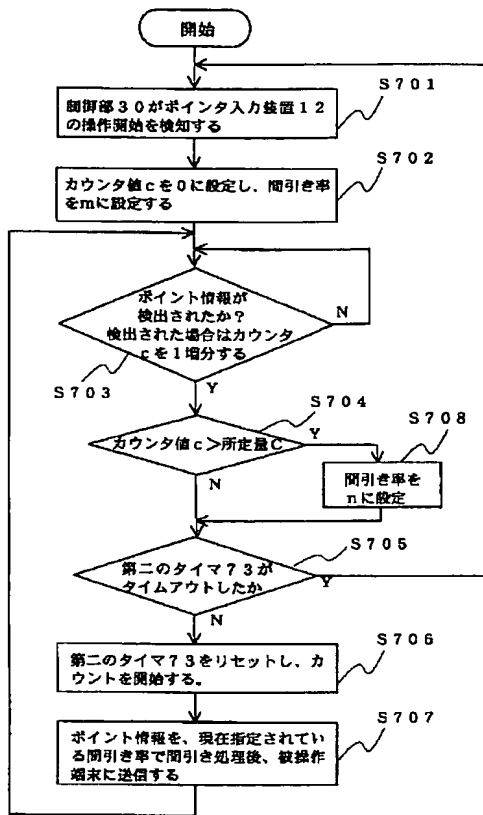 開始
S701
制御部30がポインタ入力装置12
の操作開始を検知する
S702
カウンタ値cを0に設定し、間引き率
をmに設定する
ポイント情報が
検出されたか?
検出された場合はカウンタ
cを1増分する
N
S703
Y
S704
カウンタ値c>所定量C
Y
S708
間引き率を
nに設定
N
S705
第二のタイマ73が
タイムアウトしたか
Y
N
S706
第二のタイマ73をリセットし、カ
ウントを開始する。
S707
ポイント情報を、現在指定されてい
る間引き率で間引き処理後、被操作
端末に送信する